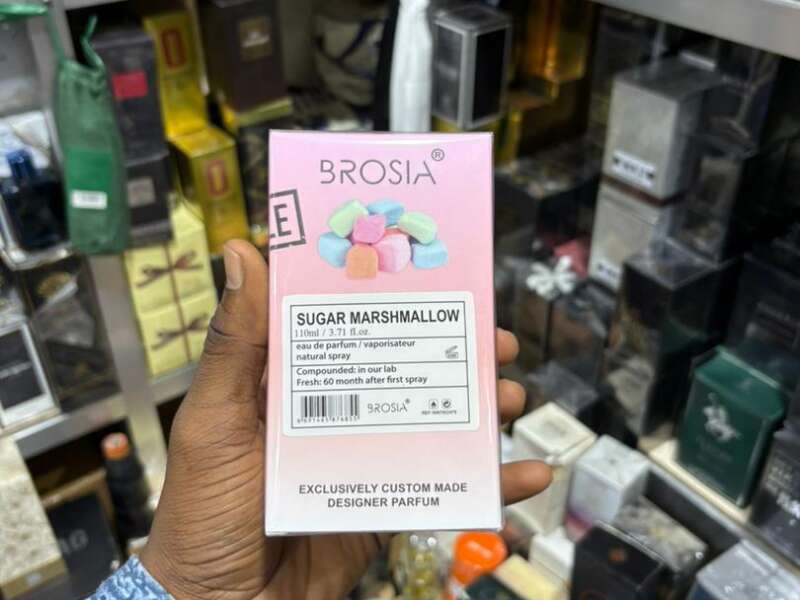 BROSIA®
SUGAR MARSHMALLOW
110ml / 3.71 fl.oz.
eau de parfum / vaporisateur
natural spray
Compounded: in our lab
Fresh: 60 month after first spray
BROSIA®
EXCLUSIVELY CUSTOM MADE
DESIGNER PARFUM